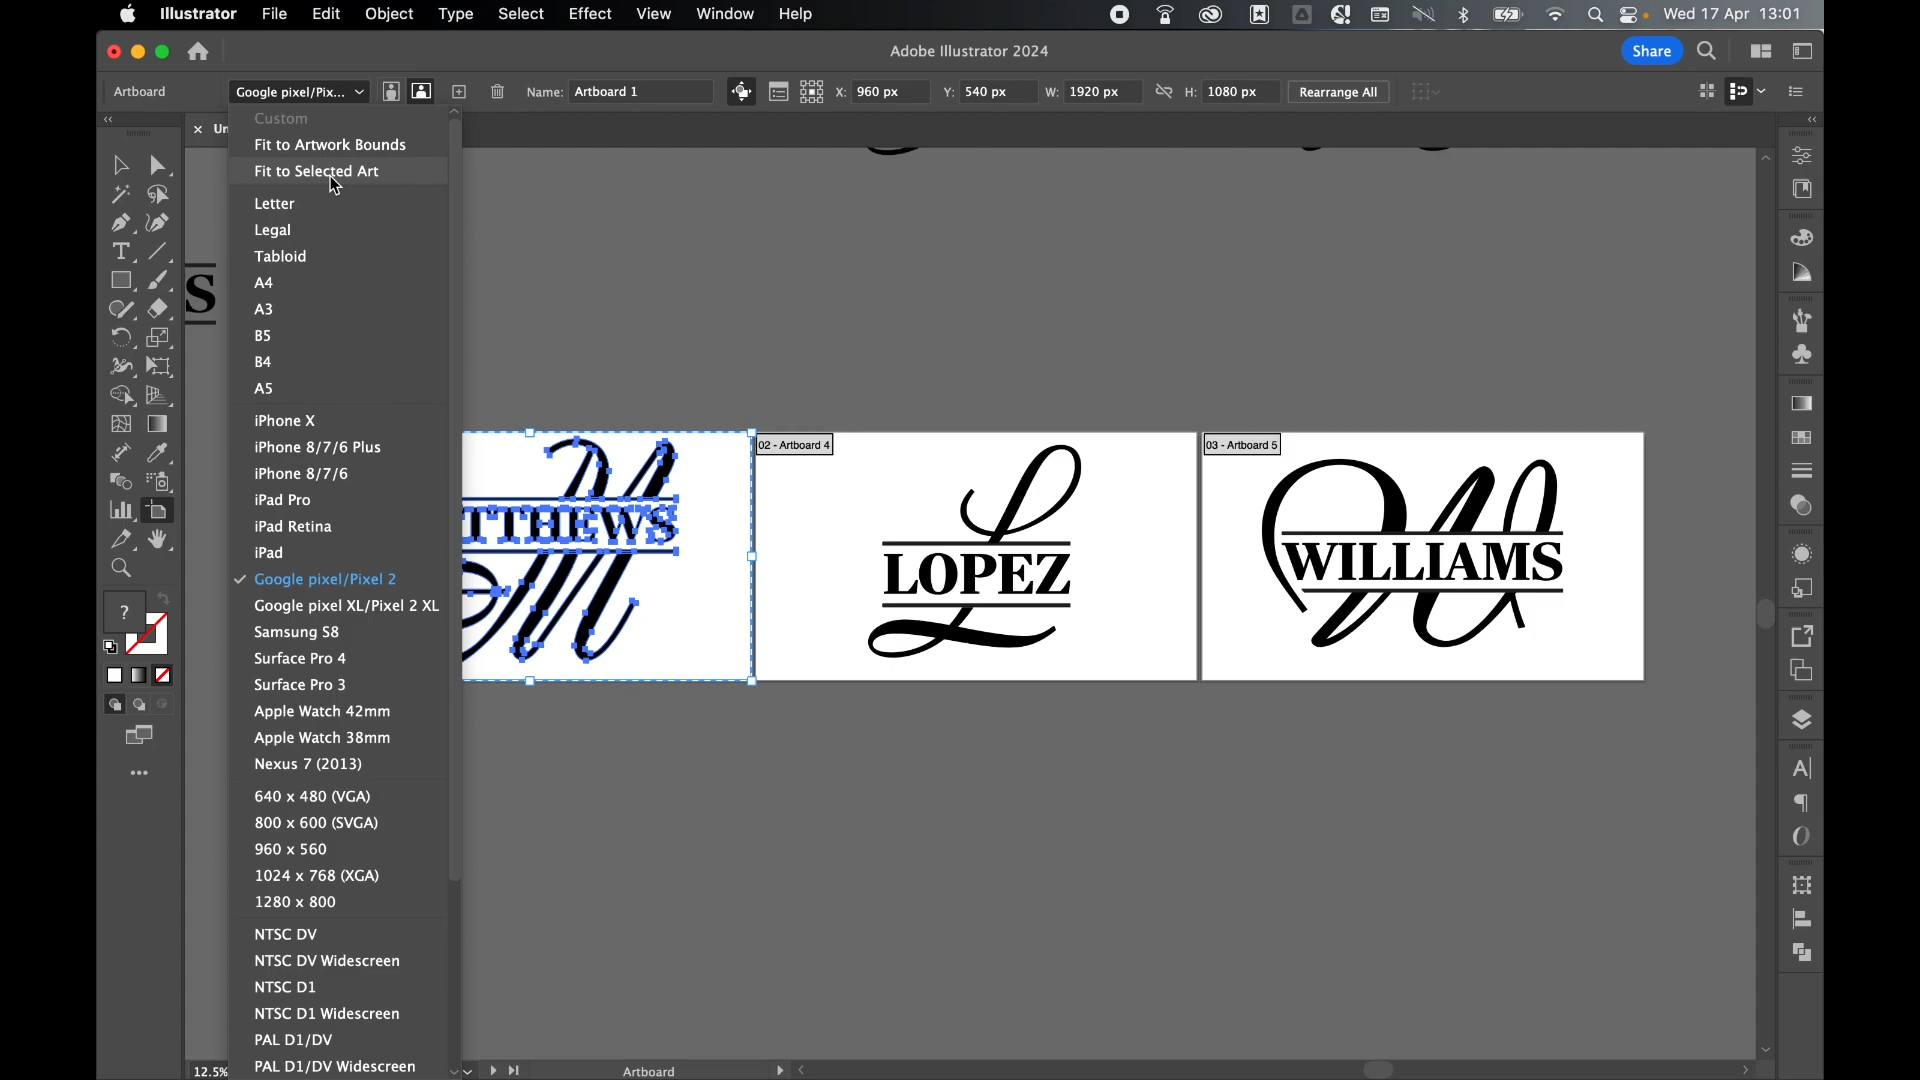 Illustrator File Edit Object Type Select Effect View Window Help Wed 17 Apr 13:01
Adobe Illustrator 2024 Share
Artboard Google pixel/Pix... Name: Artboard 1 X: 960 px Y: 540 px W: 1920 px H: 1080 px Rearrange All
× Un
Custom
Fit to Artwork Bounds
Fit to Selected Art
Letter
Legal
Tabloid
A4
A3
B5
B4
A5
iPhone X
iPhone 8/7/6 Plus
iPhone 8/7/6
iPad Pro
iPad Retina
iPad
Google pixel/Pixel 2
Google pixel XL/Pixel 2 XL
Samsung S8
Surface Pro 4
Surface Pro 3
Apple Watch 42mm
Apple Watch 38mm
Nexus 7 (2013)
640 x 480 (VGA)
800 x 600 (SVGA)
960 x 560
1024 x 768 (XGA)
1280 x 800
NTSC DV
NTSC DV Widescreen
NTSC D1
NTSC D1 Widescreen
PAL D1/DV
PAL D1/DV Widescreen
S
M
TTHEWS
02 - Artboard 4
L
LOPEZ
03 - Artboard 5
W
WILLIAMS
?
12.5% Artboard